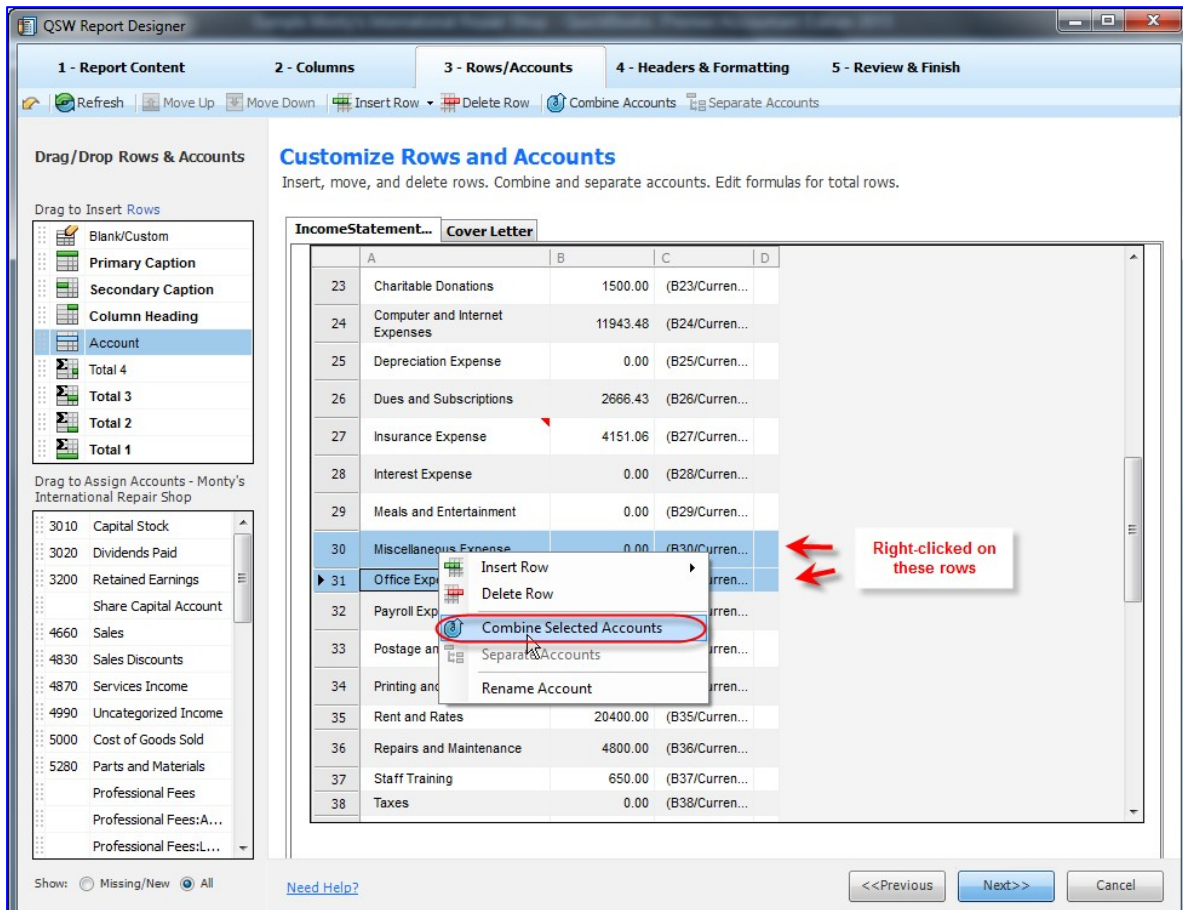 QSW Report Designer
1 - Report Content 2 - Columns 3 - Rows/Accounts 4 - Headers & Formatting 5 - Review & Finish
Refresh Move Up Move Down Insert Row Delete Row Combine Accounts Separate Accounts
Drag/Drop Rows & Accounts
Drag to Insert Rows
Blank/Custom
Primary Caption
Secondary Caption
Column Heading
Account
Total 4
Total 3
Total 2
Total 1
Drag to Assign Accounts - Monty's
International Repair Shop
3010 Capital Stock
3020 Dividends Paid
3200 Retained Earnings
Share Capital Account
4660 Sales
4830 Sales Discounts
4870 Services Income
4990 Uncategorized Income
5000 Cost of Goods Sold
5280 Parts and Materials
Professional Fees
Professional Fees:A...
Professional Fees:L...
Show: Missing/New All
Customize Rows and Accounts
Insert, move, and delete rows. Combine and separate accounts. Edit formulas for total rows.
IncomeStatement... Cover Letter
A B C D
23 Charitable Donations 1500.00 (B23/Curren...
24 Computer and Internet Expenses 11943.48 (B24/Curren...
25 Depreciation Expense 0.00 (B25/Curren...
26 Dues and Subscriptions 2666.43 (B26/Curren...
27 Insurance Expense 4151.06 (B27/Curren...
28 Interest Expense 0.00 (B28/Curren...
29 Meals and Entertainment 0.00 (B29/Curren...
30 Miscellaneous Expense 0.00 (B30/Curren...
31 Office Exp urren...
32 Payroll Exp urren...
33 Postage an urren...
34 Printing and urren...
35 Rent and Rates 20400.00 (B35/Curren...
36 Repairs and Maintenance 4800.00 (B36/Curren...
37 Staff Training 650.00 (B37/Curren...
38 Taxes 0.00 (B38/Curren...
Insert Row
Delete Row
Combine Selected Accounts
Separate Accounts
Rename Account
Right-clicked on
these rows
Need Help?
<<Previous Next>> Cancel